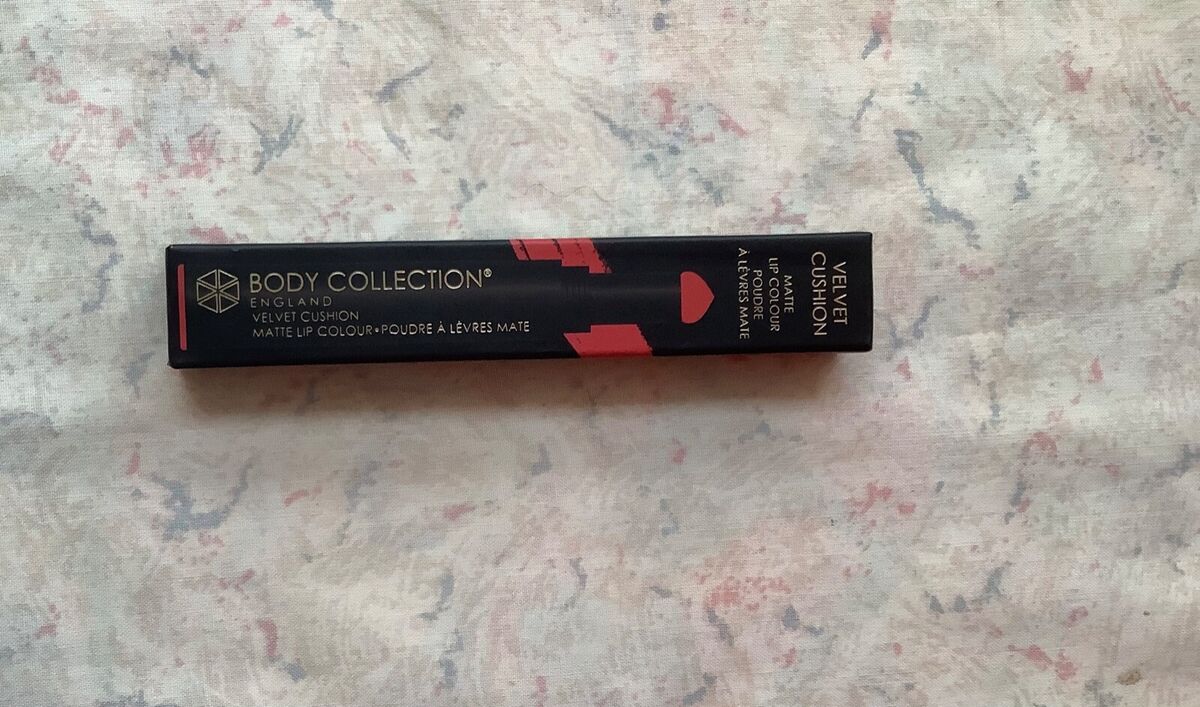 BODY COLLECTION®
ENGLAND
VELVET CUSHION
MATTE LIP COLOUR•POUDRE À LÈVRES MATE
VELVET
CUSHION
MATTE
LIP COLOUR
POUDRE
À LÈVRES MATE